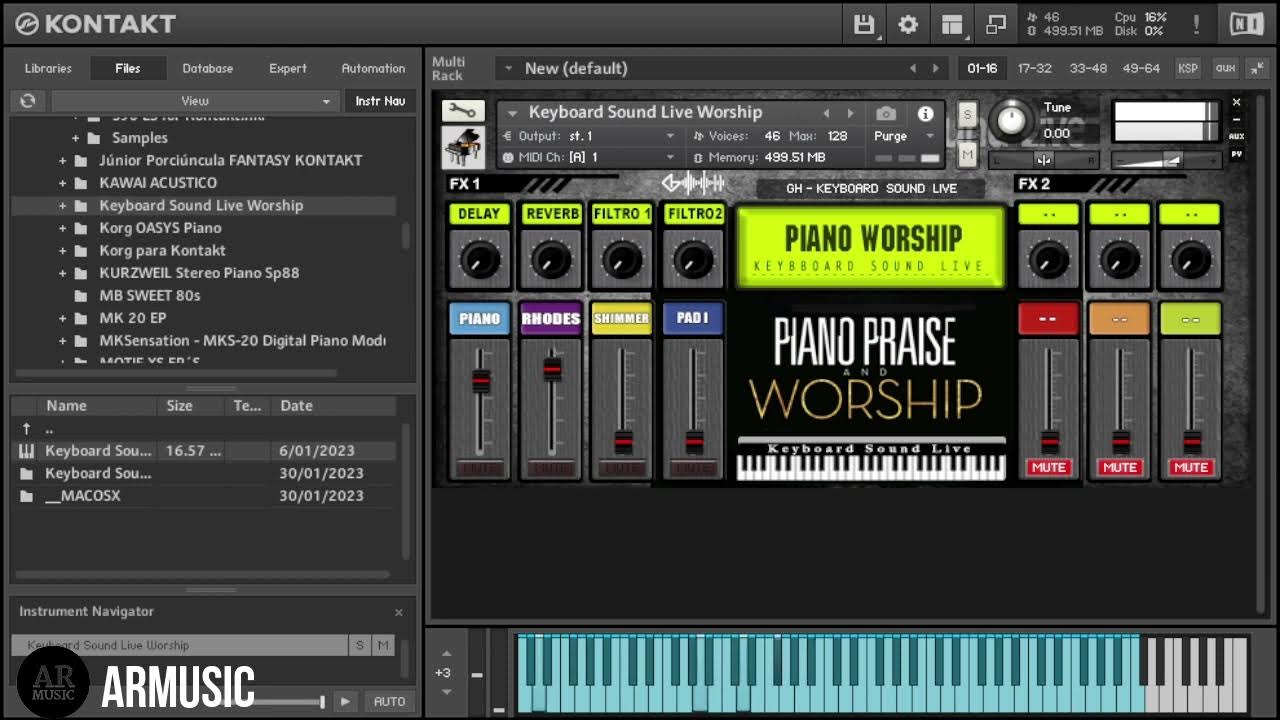 KONTAKT
46
499.51 MB
Cpu 16%
Disk 0%
!
NI
Libraries
Files
Database
Expert
Automation
View
Instr Nav
Samples
Júnior Porciúncula FANTASY KONTAKT
KAWAI ACUSTICO
Keyboard Sound Live Worship
Korg OASYS Piano
Korg para Kontakt
KURZWEIL Stereo Piano Sp88
MB SWEET 80s
MK 20 EP
MKSensation - MKS-20 Digital Piano Modu
MOTIF XS EP´S
Name Size Te... Date
..
Keyboard Sou... 16.57 ... 6/01/2023
Keyboard Sou... 30/01/2023
__MACOSX 30/01/2023
Instrument Navigator
Keyboard Sound Live Worship
S M
AUTO
AR
MUSIC
ARMUSIC
Multi
Rack
New (default)
01-16 17-32 33-48 49-64 KSP AUX
Keyboard Sound Live Worship
Output: st. 1 Voices: 46 Max: 128 Purge
MIDI Ch: [A] 1 Memory: 499.51 MB
S
M
Tune
0.00
L R
AUX
PV
FX 1
GH - KEYBOARD SOUND LIVE
FX 2
DELAY REVERB FILTRO 1 FILTRO2
PIANO WORSHIP
KEYBBOARD SOUND LIVE
-- -- --
PIANO RHODES SHIMMER PAD 1
-- -- --
PIANO PRAISE
AND
WORSHIP
Keyboard Sound Live
MUTE MUTE MUTE MUTE
MUTE MUTE MUTE
+3